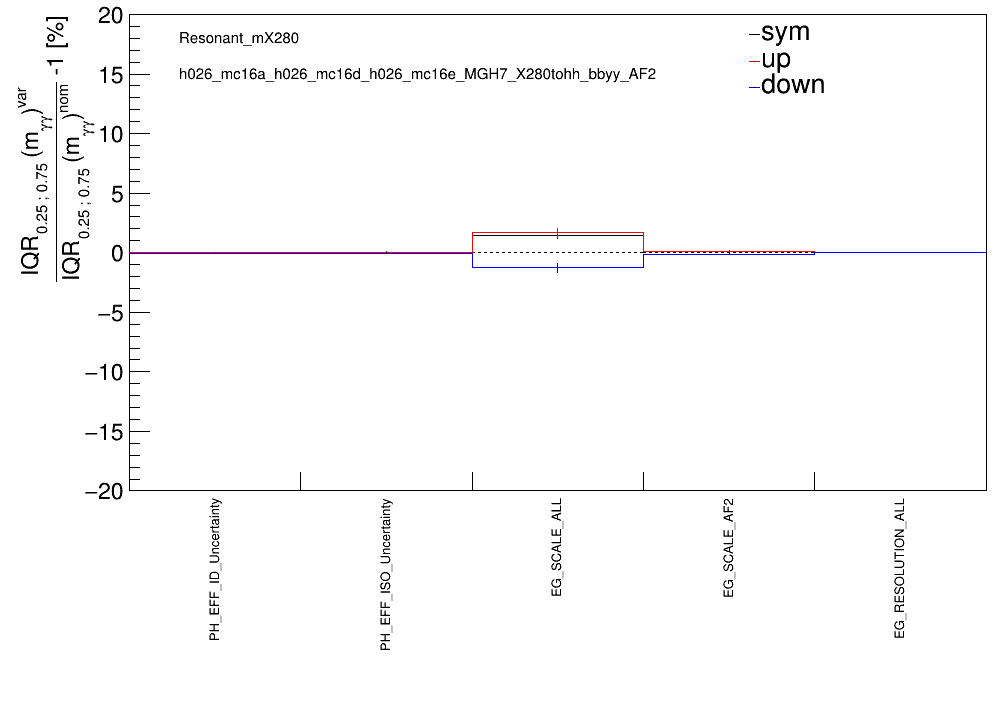 IQR0.25 ; 0.75 (mγγ)var
IQR0.25 ; 0.75 (mγγ)nom
-1 [%]
20
15
10
5
0
−5
−10
−15
−20
Resonant_mX280
h026_mc16a_h026_mc16d_h026_mc16e_MGH7_X280tohh_bbyy_AF2
sym
up
down
PH_EFF_ID_Uncertainty
PH_EFF_ISO_Uncertainty
EG_SCALE_ALL
EG_SCALE_AF2
EG_RESOLUTION_ALL